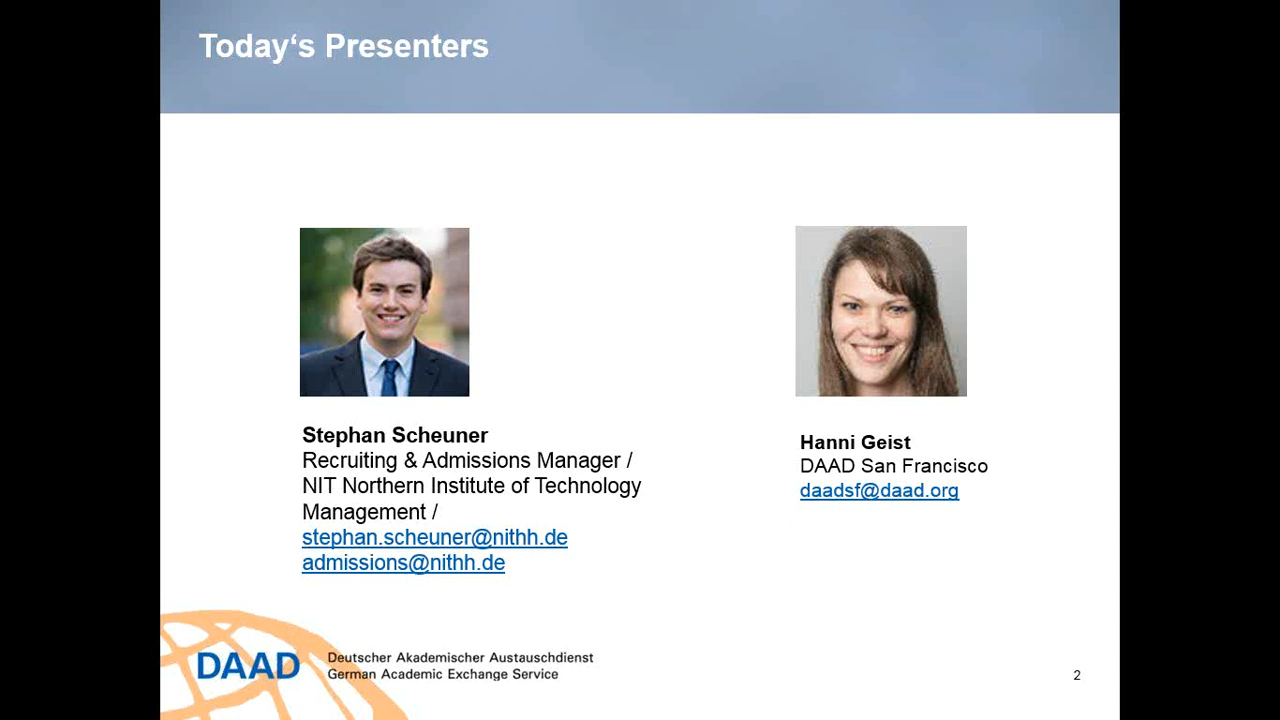 Today‘s Presenters
Stephan Scheuner
Recruiting & Admissions Manager /
NIT Northern Institute of Technology
Management /
stephan.scheuner@nithh.de
admissions@nithh.de
Hanni Geist
DAAD San Francisco
daadsf@daad.org
DAAD
Deutscher Akademischer Austauschdienst
German Academic Exchange Service
2